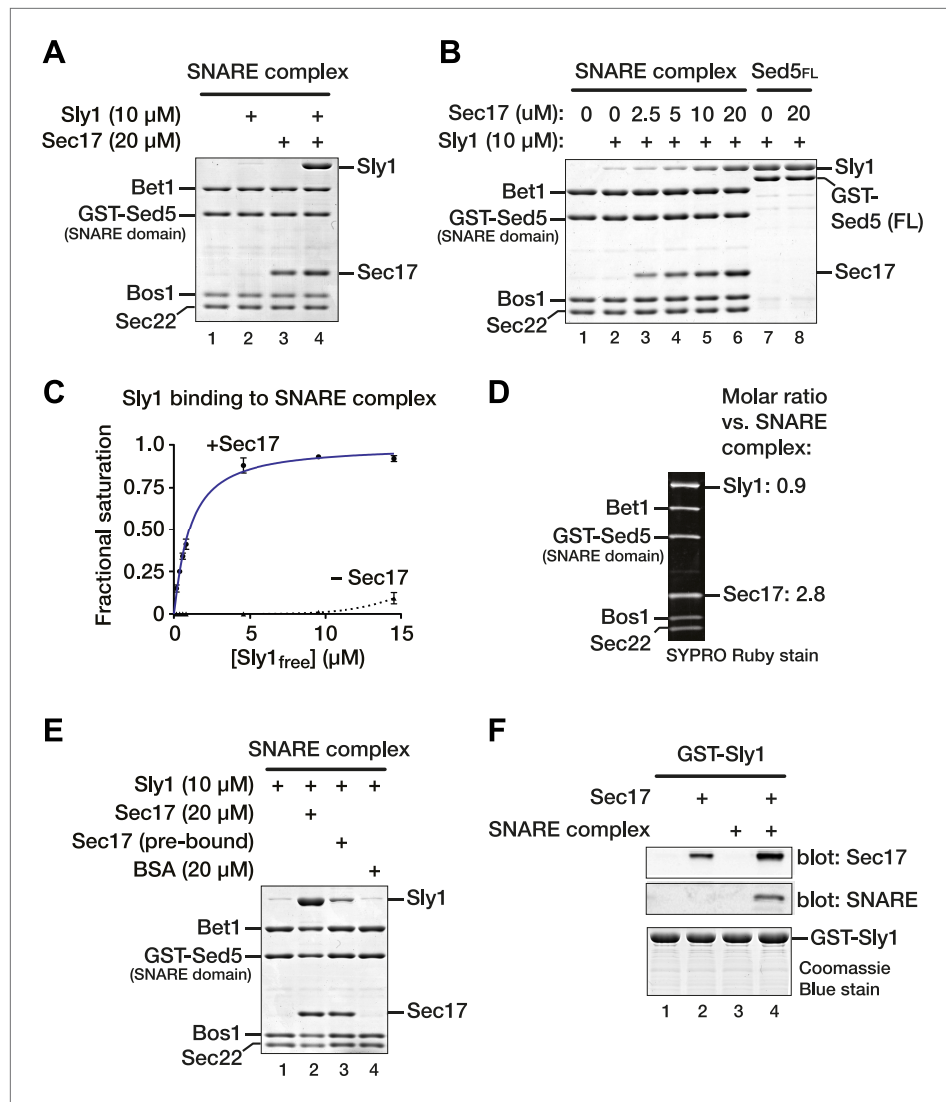 A
SNARE complex
Sly1 (10 µM) + +
Sec17 (20 µM) + +
Sly1
Bet1
GST-Sed5
(SNARE domain)
Sec17
Bos1
Sec22
1 2 3 4
B
SNARE complex Sed5FL
Sec17 (uM): 0 0 2.5 5 10 20 0 20
Sly1 (10 µM): + + + + + + +
Sly1
Bet1
GST-
Sed5 (FL)
GST-Sed5
(SNARE domain)
Sec17
Bos1
Sec22
1 2 3 4 5 6 7 8
C
Sly1 binding to SNARE complex
Fractional saturation
1.0
0.75
0.50
0.25
0
+Sec17
– Sec17
0 5 10 15
[Sly1free] (µM)
D
Molar ratio
vs. SNARE
complex:
Sly1: 0.9
Bet1
GST-Sed5
(SNARE domain)
Sec17: 2.8
Bos1
Sec22
SYPRO Ruby stain
E
SNARE complex
Sly1 (10 µM) + + + +
Sec17 (20 µM) +
Sec17 (pre-bound) +
BSA (20 µM) +
Sly1
Bet1
GST-Sed5
(SNARE domain)
Sec17
Bos1
Sec22
1 2 3 4
F
GST-Sly1
Sec17 + +
SNARE complex + +
blot: Sec17
blot: SNARE
GST-Sly1
Coomassie
Blue stain
1 2 3 4